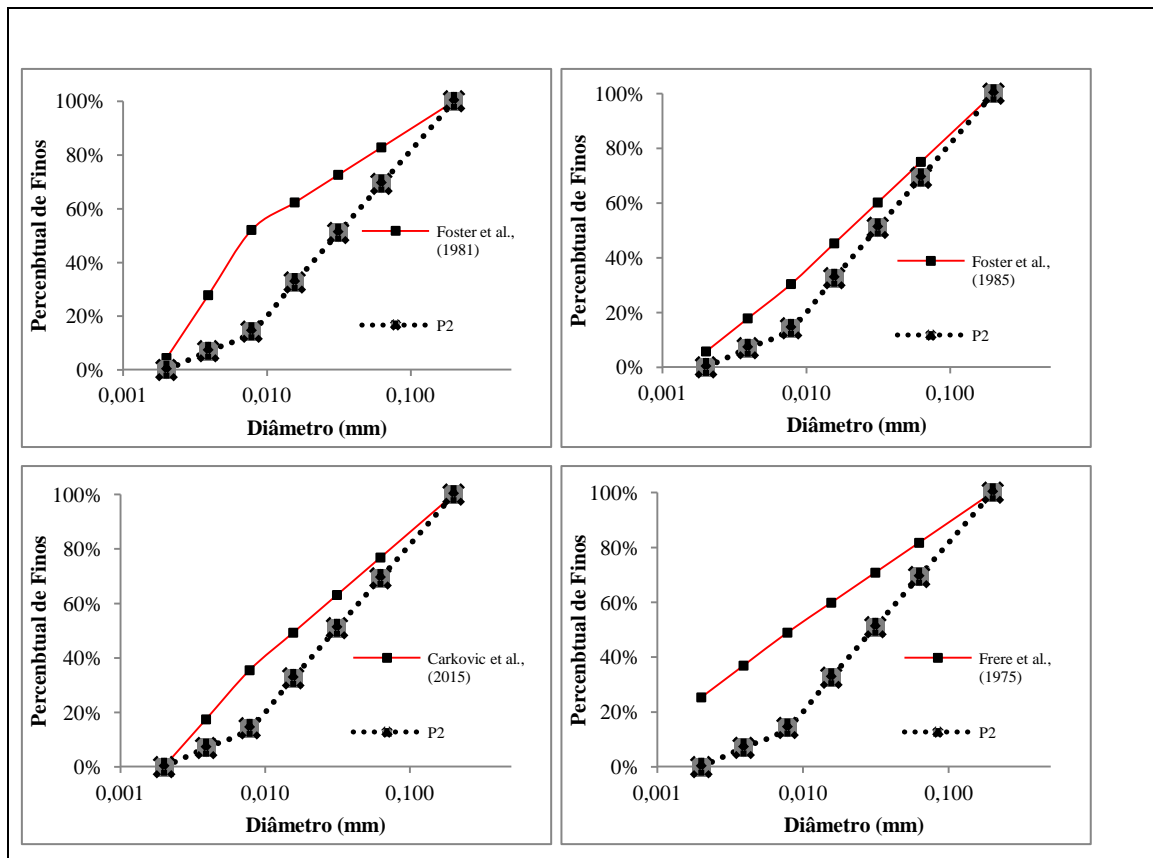 100%
80%
60%
40%
20%
0%
0,001
0,010
0,100
Percenbtual de Finos
Diâmetro (mm)
Foster et al.,
(1981)
P2
100%
80%
60%
40%
20%
0%
0,001
0,010
0,100
Percenbtual de Finos
Diâmetro (mm)
Foster et al.,
(1985)
P2
100%
80%
60%
40%
20%
0%
0,001
0,010
0,100
Percenbtual de Finos
Diâmetro (mm)
Carkovic et al.,
(2015)
P2
100%
80%
60%
40%
20%
0%
0,001
0,010
0,100
Percenbtual de Finos
Diâmetro (mm)
Frere et al.,
(1975)
P2